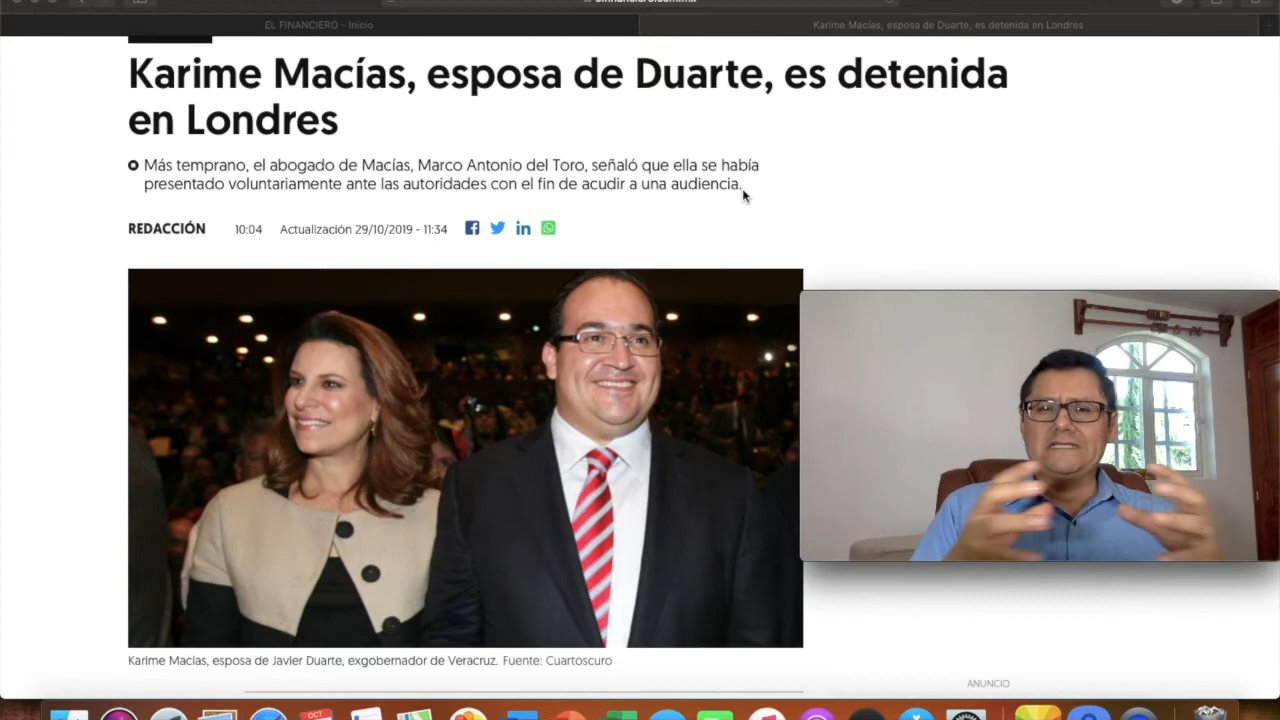 EL FINANCIERO - Inicio
Karime Macías, esposa de Duarte, es detenida en Londres
Karime Macías, esposa de Duarte, es detenida
en Londres
Más temprano, el abogado de Macías, Marco Antonio del Toro, señaló que ella se había
presentado voluntariamente ante las autoridades con el fin de acudir a una audiencia.
REDACCIÓN 10:04 Actualización 29/10/2019 - 11:34
Karime Macías, esposa de Javier Duarte, exgobernador de Veracruz. Fuente: Cuartoscuro
ANUNCIO
OCT